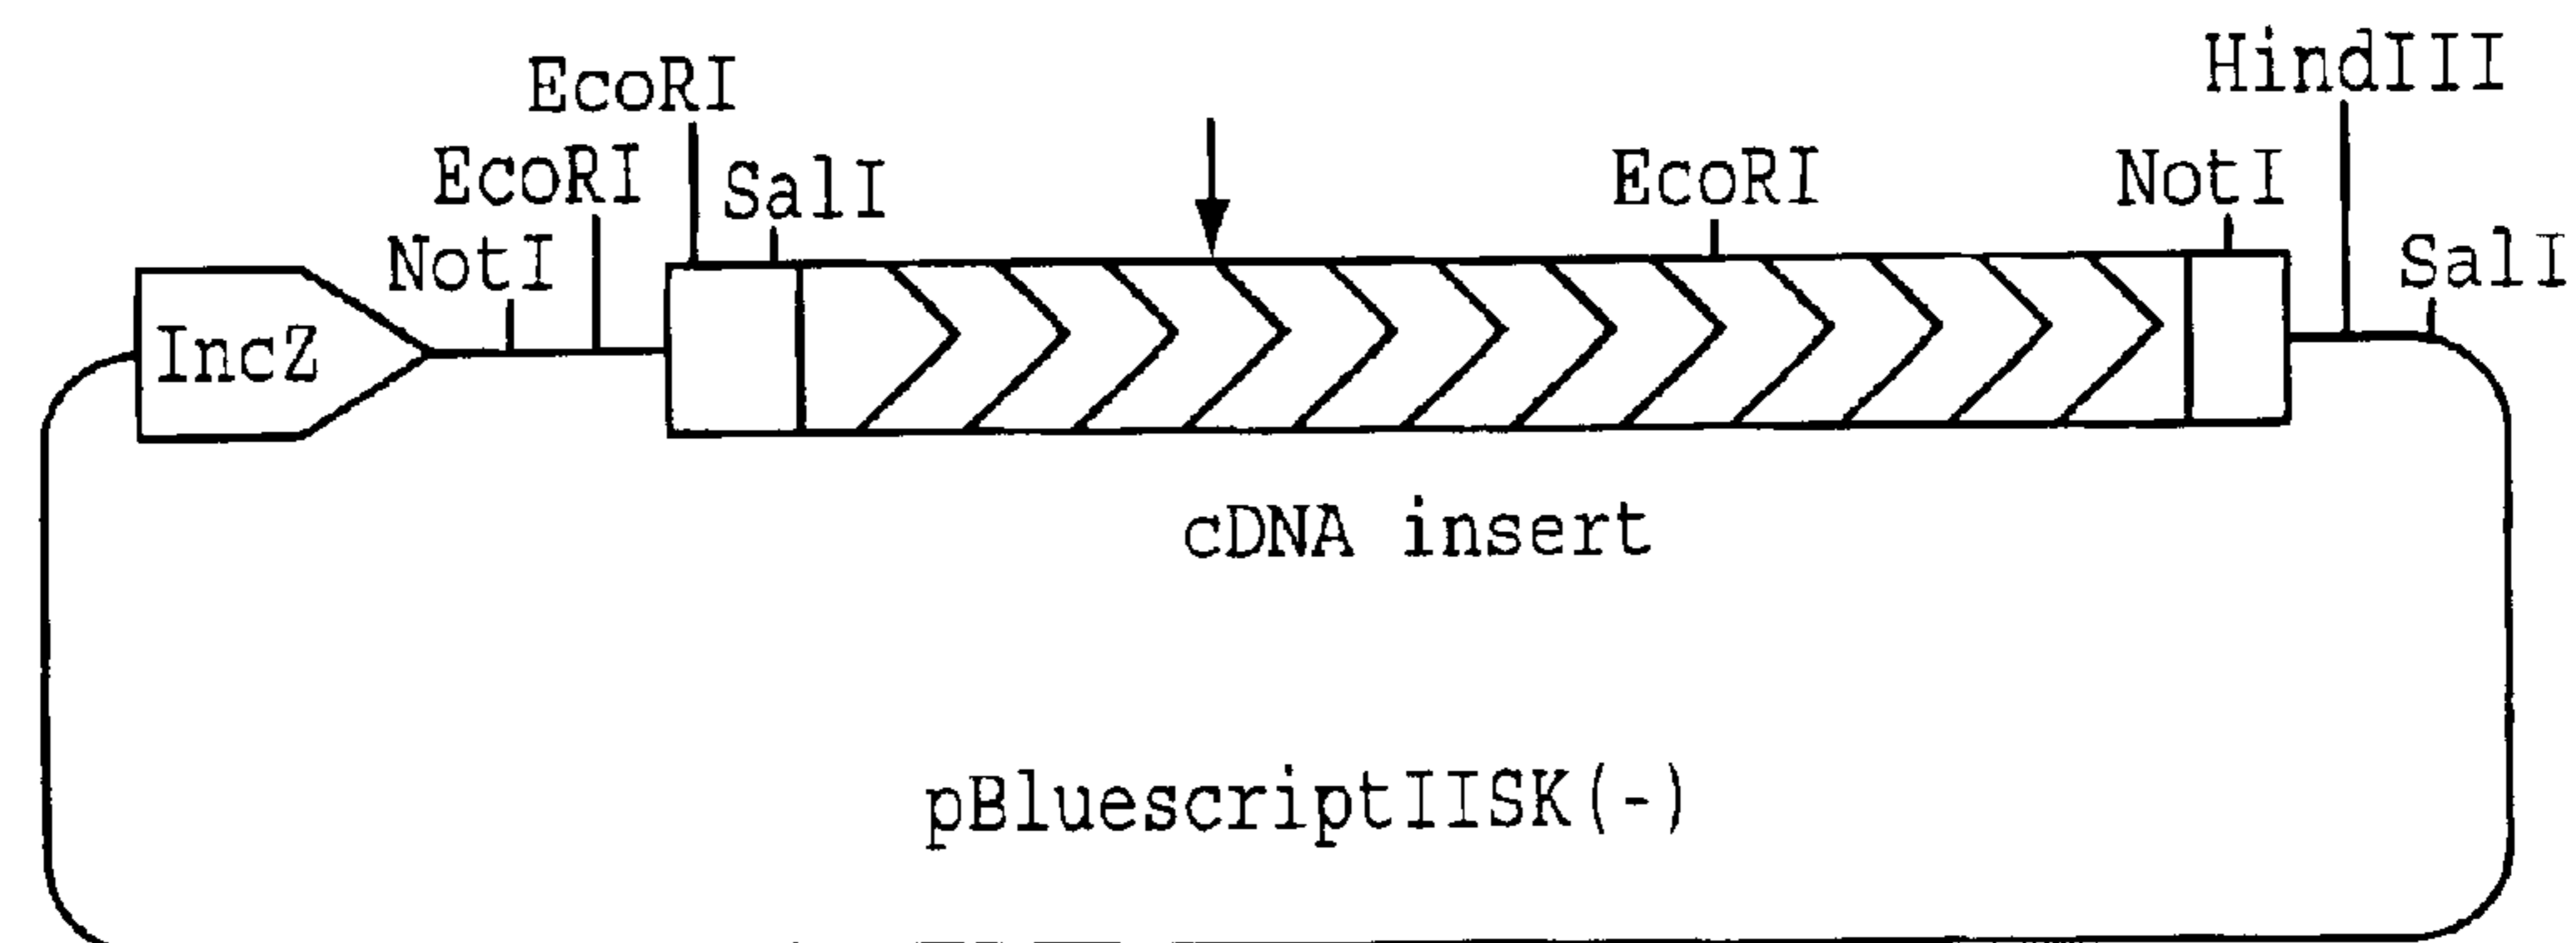 HindIII
EcoRI
EcoRI
SalI
EcoRI
NotI
NotI
SalI
IncZ
cDNA insert
pBluescriptIISK(-)